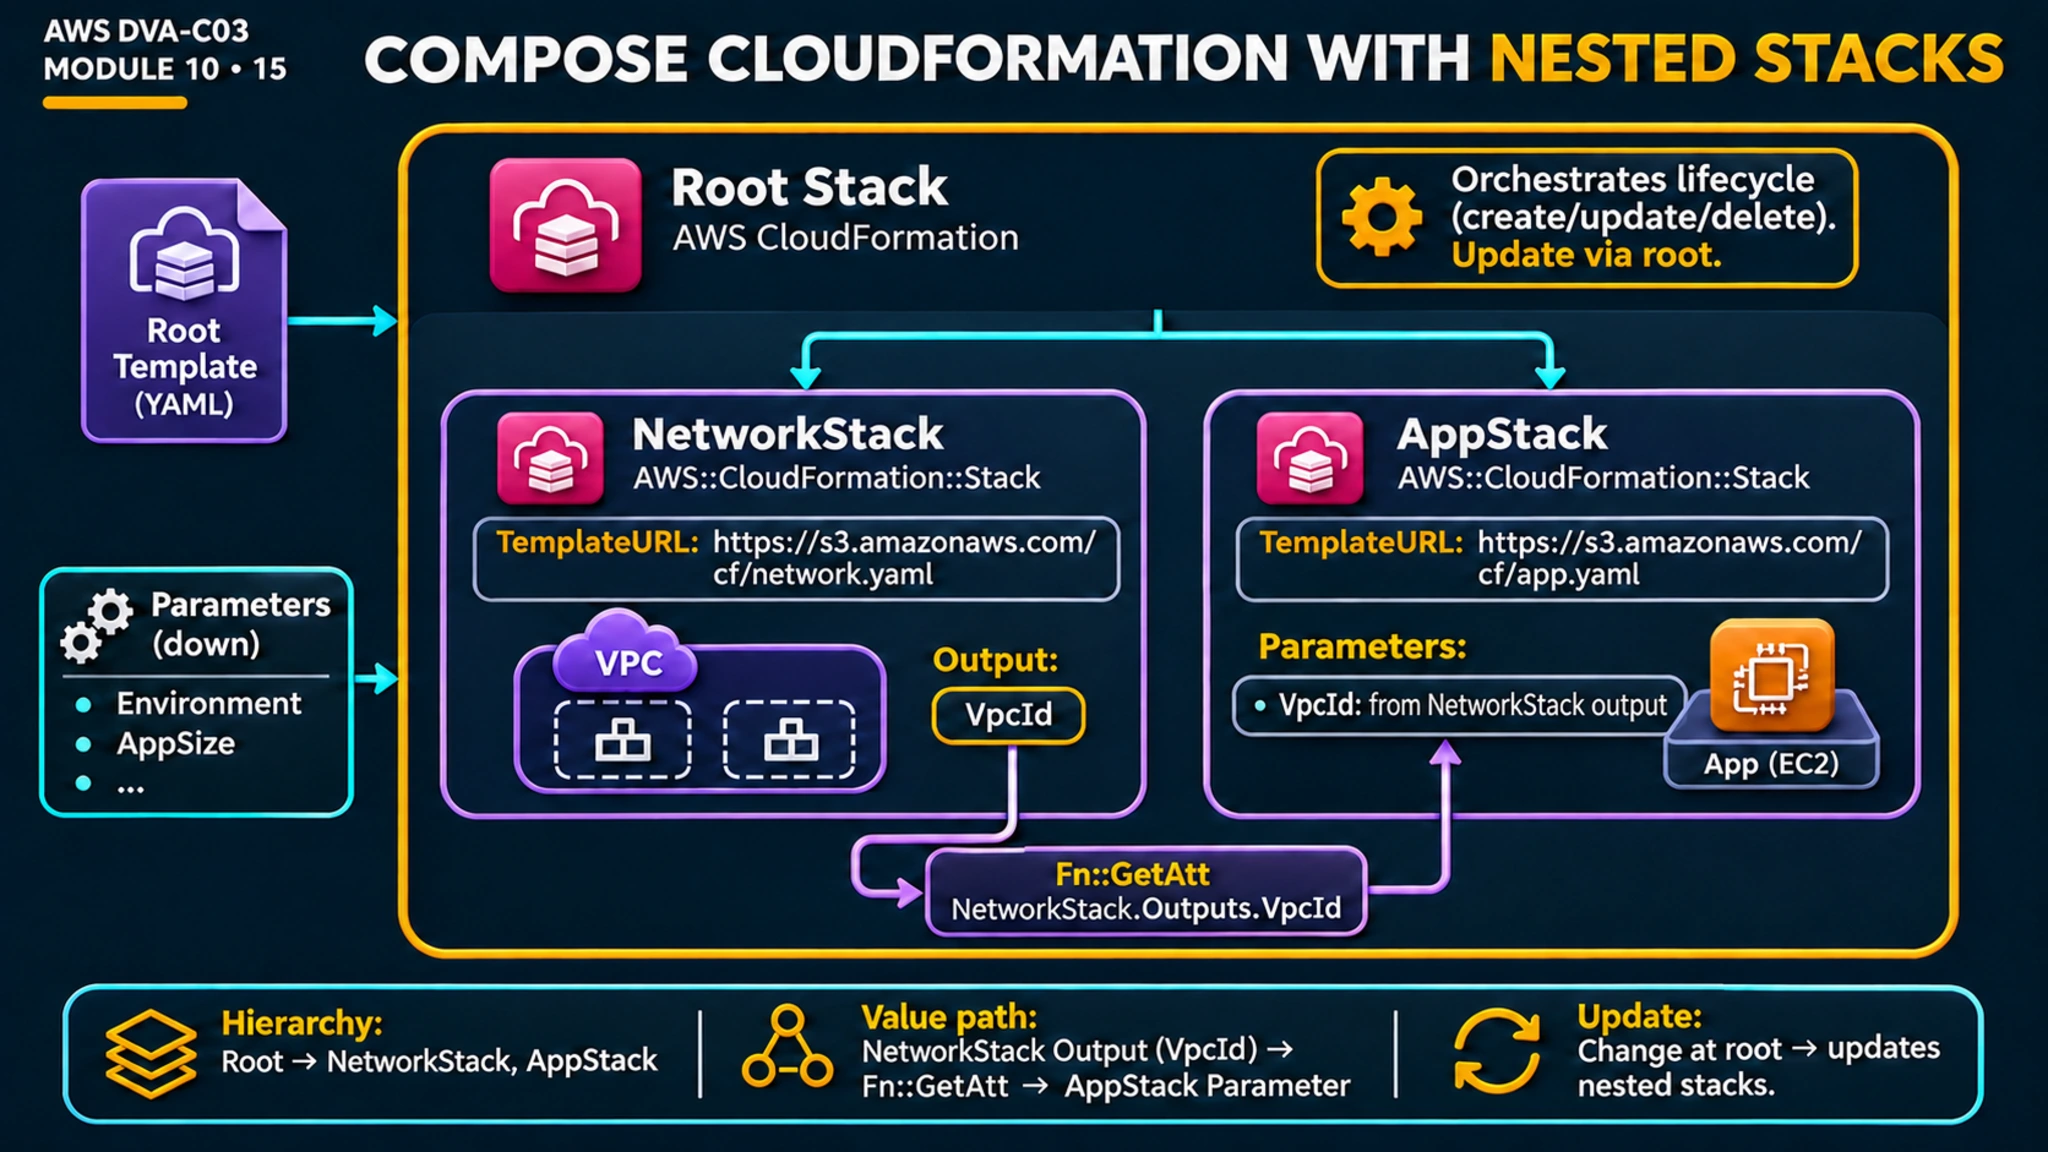 AWS DVA-C03
MODULE 10 • 15
COMPOSE CLOUDFORMATION WITH NESTED STACKS
Root
Template
(YAML)
Root Stack
AWS CloudFormation
Orchestrates lifecycle
(create/update/delete).
Update via root.
Parameters
(down)
• Environment
• AppSize
• ...
NetworkStack
AWS::CloudFormation::Stack
TemplateURL: https://s3.amazonaws.com/
cf/network.yaml
VPC
Output:
VpcId
AppStack
AWS::CloudFormation::Stack
TemplateURL: https://s3.amazonaws.com/
cf/app.yaml
Parameters:
• VpcId: from NetworkStack output
App (EC2)
Fn::GetAtt
NetworkStack.Outputs.VpcId
Hierarchy:
Root → NetworkStack, AppStack
Value path:
NetworkStack Output (VpcId) →
Fn::GetAtt → AppStack Parameter
Update:
Change at root → updates
nested stacks.